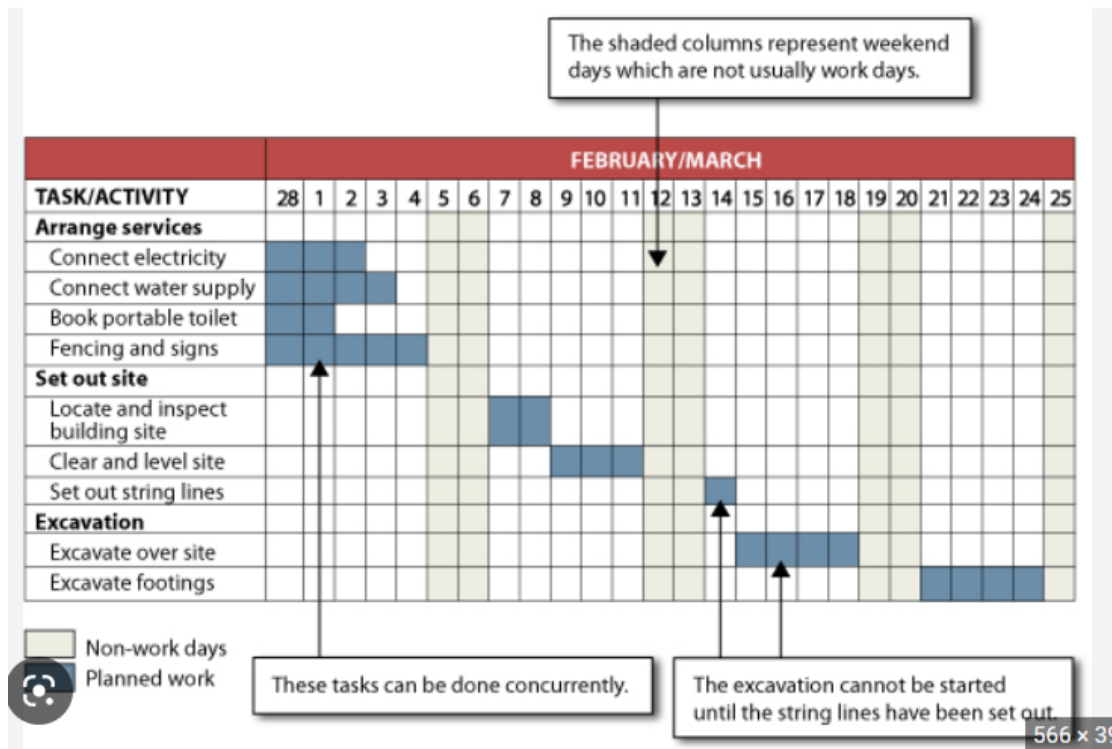 The shaded columns represent weekend
days which are not usually work days.
FEBRUARY/MARCH
TASK/ACTIVITY 28 1 2 3 4 5 6 7 8 9 10 11 12 13 14 15 16 17 18 19 20 21 22 23 24 25
Arrange services
Connect electricity
Connect water supply
Book portable toilet
Fencing and signs
Set out site
Locate and inspect
building site
Clear and level site
Set out string lines
Excavation
Excavate over site
Excavate footings
Non-work days
Planned work
These tasks can be done concurrently.
The excavation cannot be started
until the string lines have been set out.
566 ×